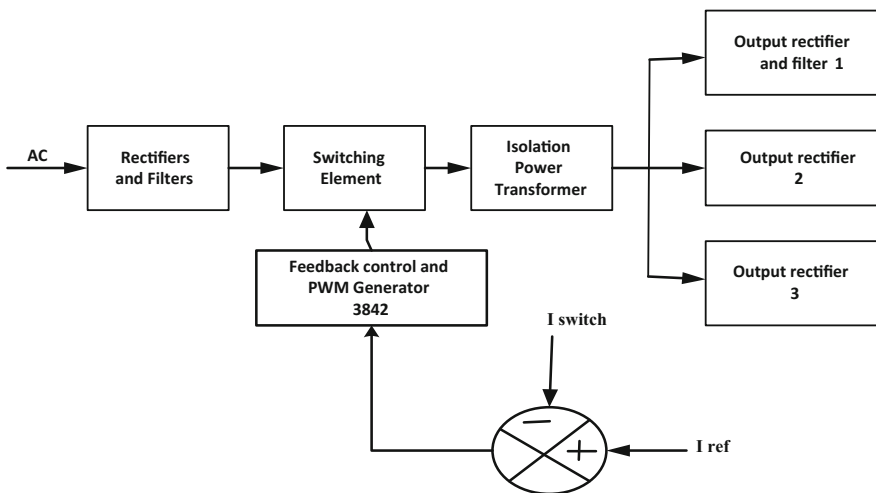 Output rectifier
and filter 1
AC
Rectifiers
and Filters
Switching
Element
Isolation
Power
Transformer
Output rectifier
2
Feedback control and
PWM Generator
3842
Output rectifier
3
I switch
−
+
I ref